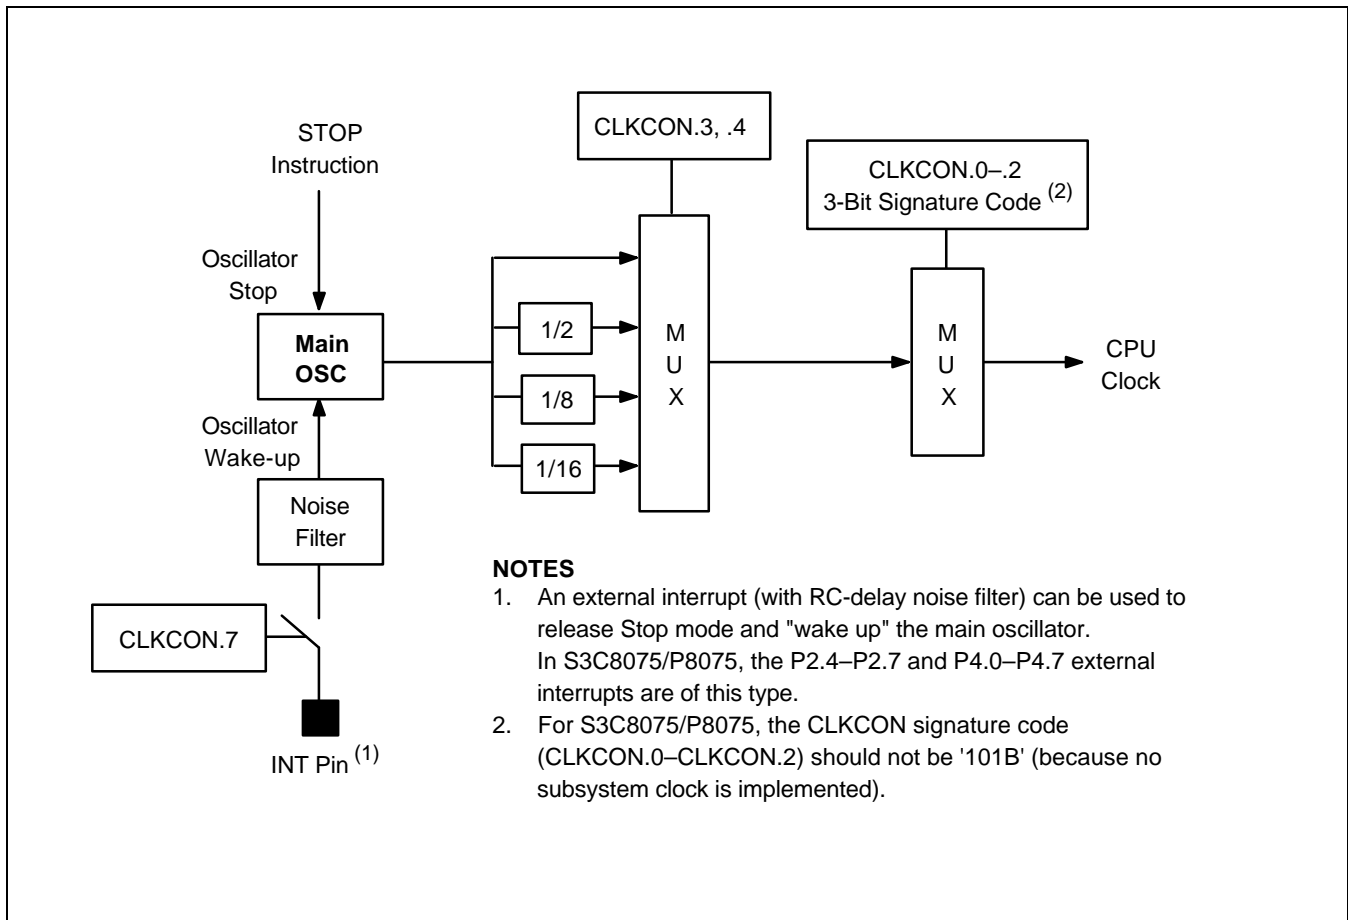 STOP
Instruction
CLKCON.3, .4
CLKCON.0–.2
3-Bit Signature Code (2)
Oscillator
Stop
Main
OSC
1/2
1/8
1/16
M
U
X
M
U
X
CPU
Clock
Oscillator
Wake-up
Noise
Filter
CLKCON.7
INT Pin (1)
NOTES
1. An external interrupt (with RC-delay noise filter) can be used to
release Stop mode and "wake up" the main oscillator.
In S3C8075/P8075, the P2.4–P2.7 and P4.0–P4.7 external
interrupts are of this type.
2. For S3C8075/P8075, the CLKCON signature code
(CLKCON.0–CLKCON.2) should not be '101B' (because no
subsystem clock is implemented).